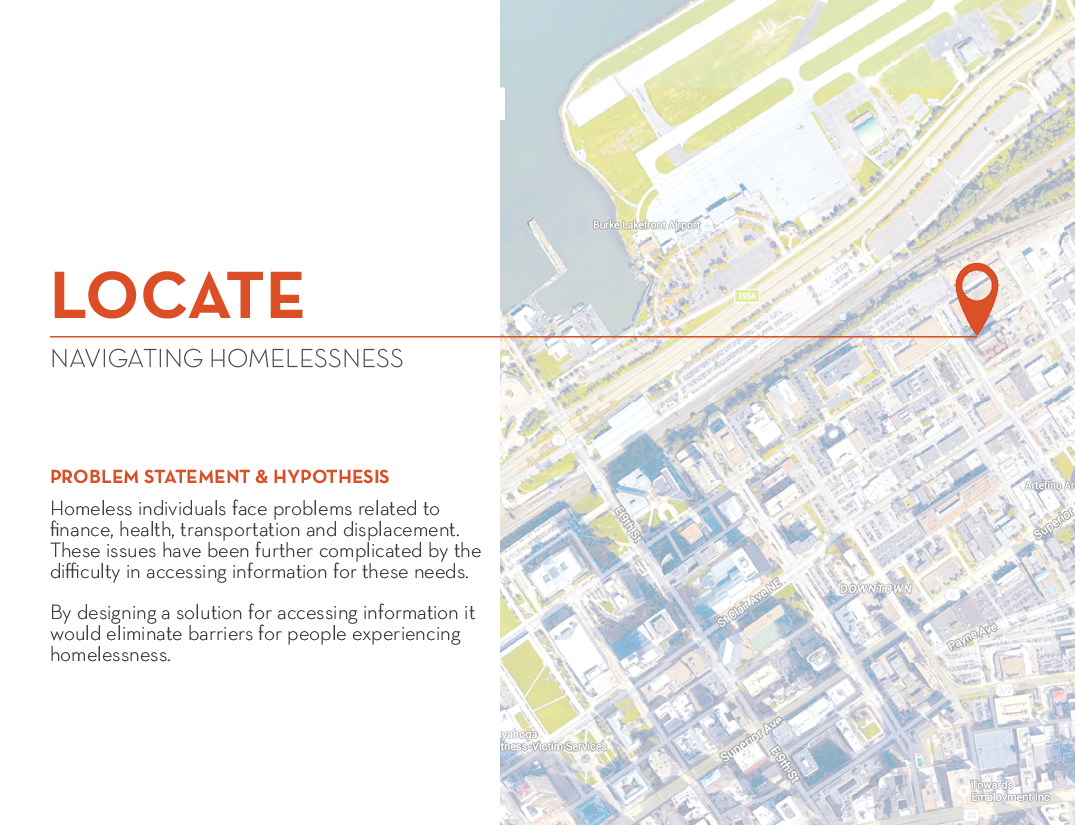 LOCATE
NAVIGATING HOMELESSNESS
PROBLEM STATEMENT & HYPOTHESIS
Homeless individuals face problems related to
finance, health, transportation and displacement.
These issues have been further complicated by the
difficulty in accessing information for these needs.
By designing a solution for accessing information it
would eliminate barriers for people experiencing
homelessness.
Burke Lakefront Airport
195A
E 9th St
St Clair Ave NE
DOWNTOWN
Artefino Ar
Superior
Payne Ave
322
yahoga
tness-Victim Services
Superior Ave
E 9th St
Towards
Employment Inc
20